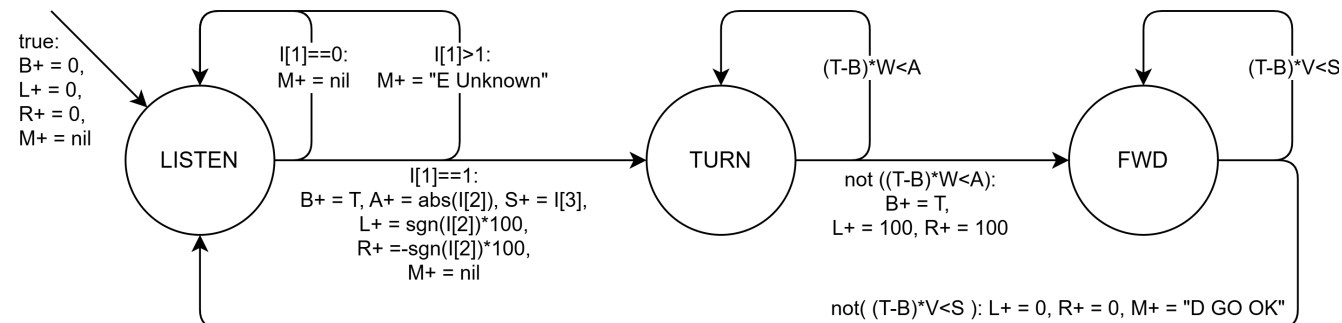 true:
B+ = 0,
L+ = 0,
R+ = 0,
M+ = nil
I[1]==0:
M+ = nil
I[1]>1:
M+ = "E Unknown"
LISTEN
I[1]==1:
B+ = T, A+ = abs(I[2]), S+ = I[3],
L+ = sgn(I[2])*100,
R+ =-sgn(I[2])*100,
M+ = nil
(T-B)*W<A
TURN
not ((T-B)*W<A):
B+ = T,
L+ = 100, R+ = 100
(T-B)*V<S
FWD
not( (T-B)*V<S ): L+ = 0, R+ = 0, M+ = "D GO OK"